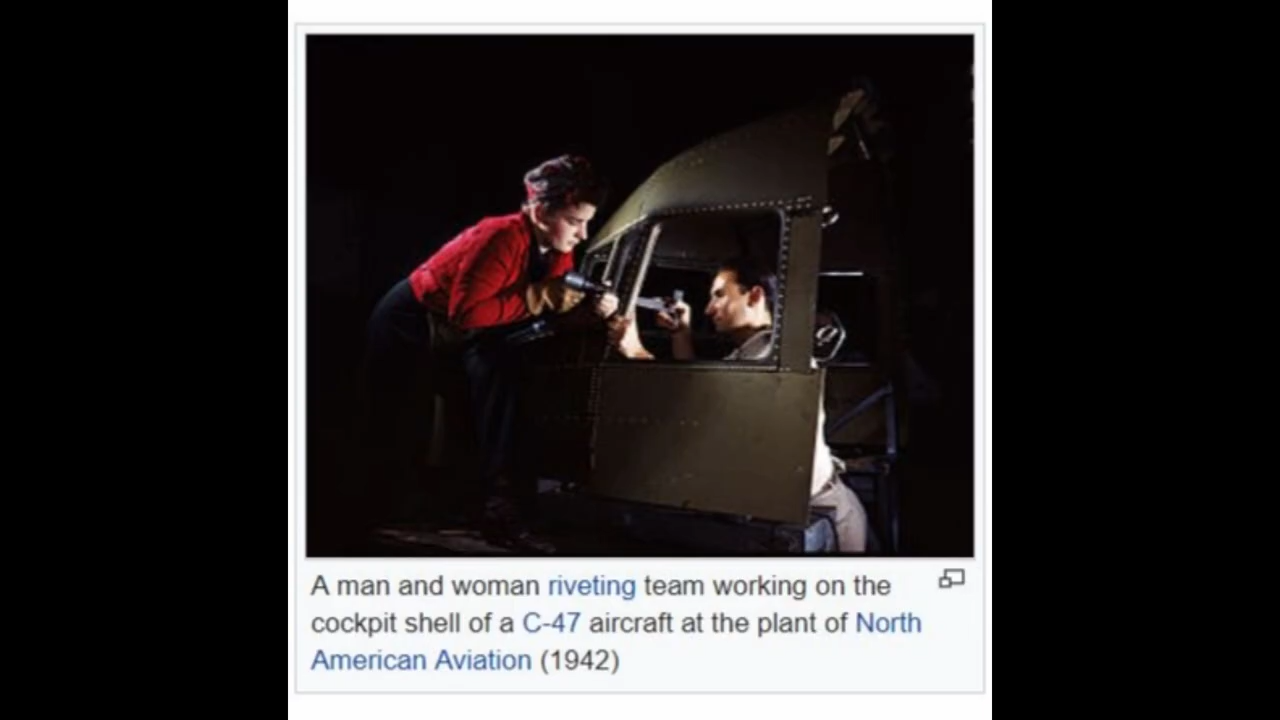 A man and woman riveting team working on the
cockpit shell of a C-47 aircraft at the plant of North
American Aviation (1942)